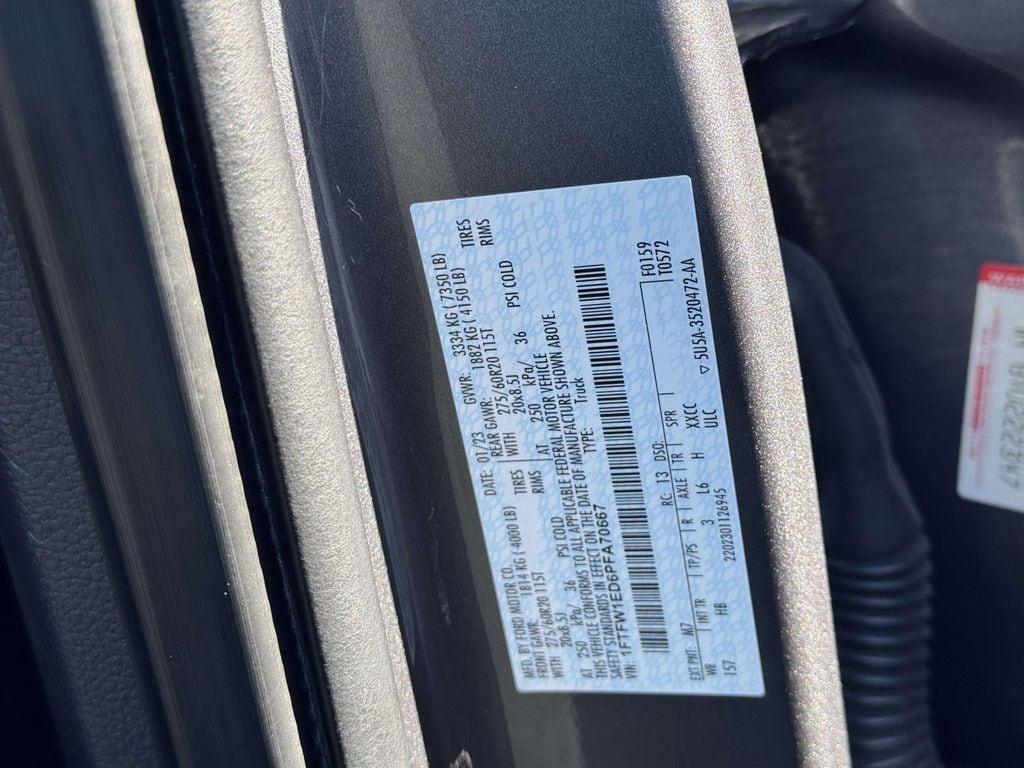 MFD. BY FORD MOTOR CO. DATE: 01/23 GVWR: 3334 KG ( 7350 LB)
FRONT GAWR: 1814 KG ( 4000 LB) REAR GAWR: 1882 KG ( 4150 LB)
WITH 275/60R20 115T TIRES WITH 275/60R20 115T TIRES
20x8.5J RIMS 20x8.5J RIMS
AT 250 kPa/ 36 PSI COLD AT 250 kPa/ 36 PSI COLD
THIS VEHICLE CONFORMS TO ALL APPLICABLE FEDERAL MOTOR VEHICLE
SAFETY STANDARDS IN EFFECT ON THE DATE OF MANUFACTURE SHOWN ABOVE.
VIN: 1FTFW1ED6PFA70667 TYPE: Truck
F0159
T0572
EXT PNT: M7 RC: 13 DSO:
WB INT TR TP/PS R AXLE TR SPR
157 HB 3 L6 H XXCC
2202301126945 ULC ▽ 5U5A-3520472-AA